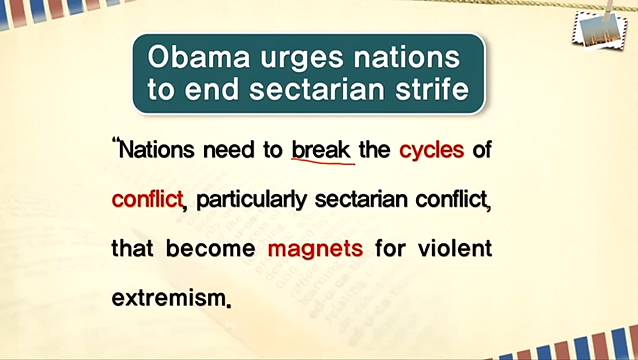 Obama urges nations
to end sectarian strife
“Nations need to break the cycles of
conflict, particularly sectarian conflict,
that become magnets for violent
extremism.